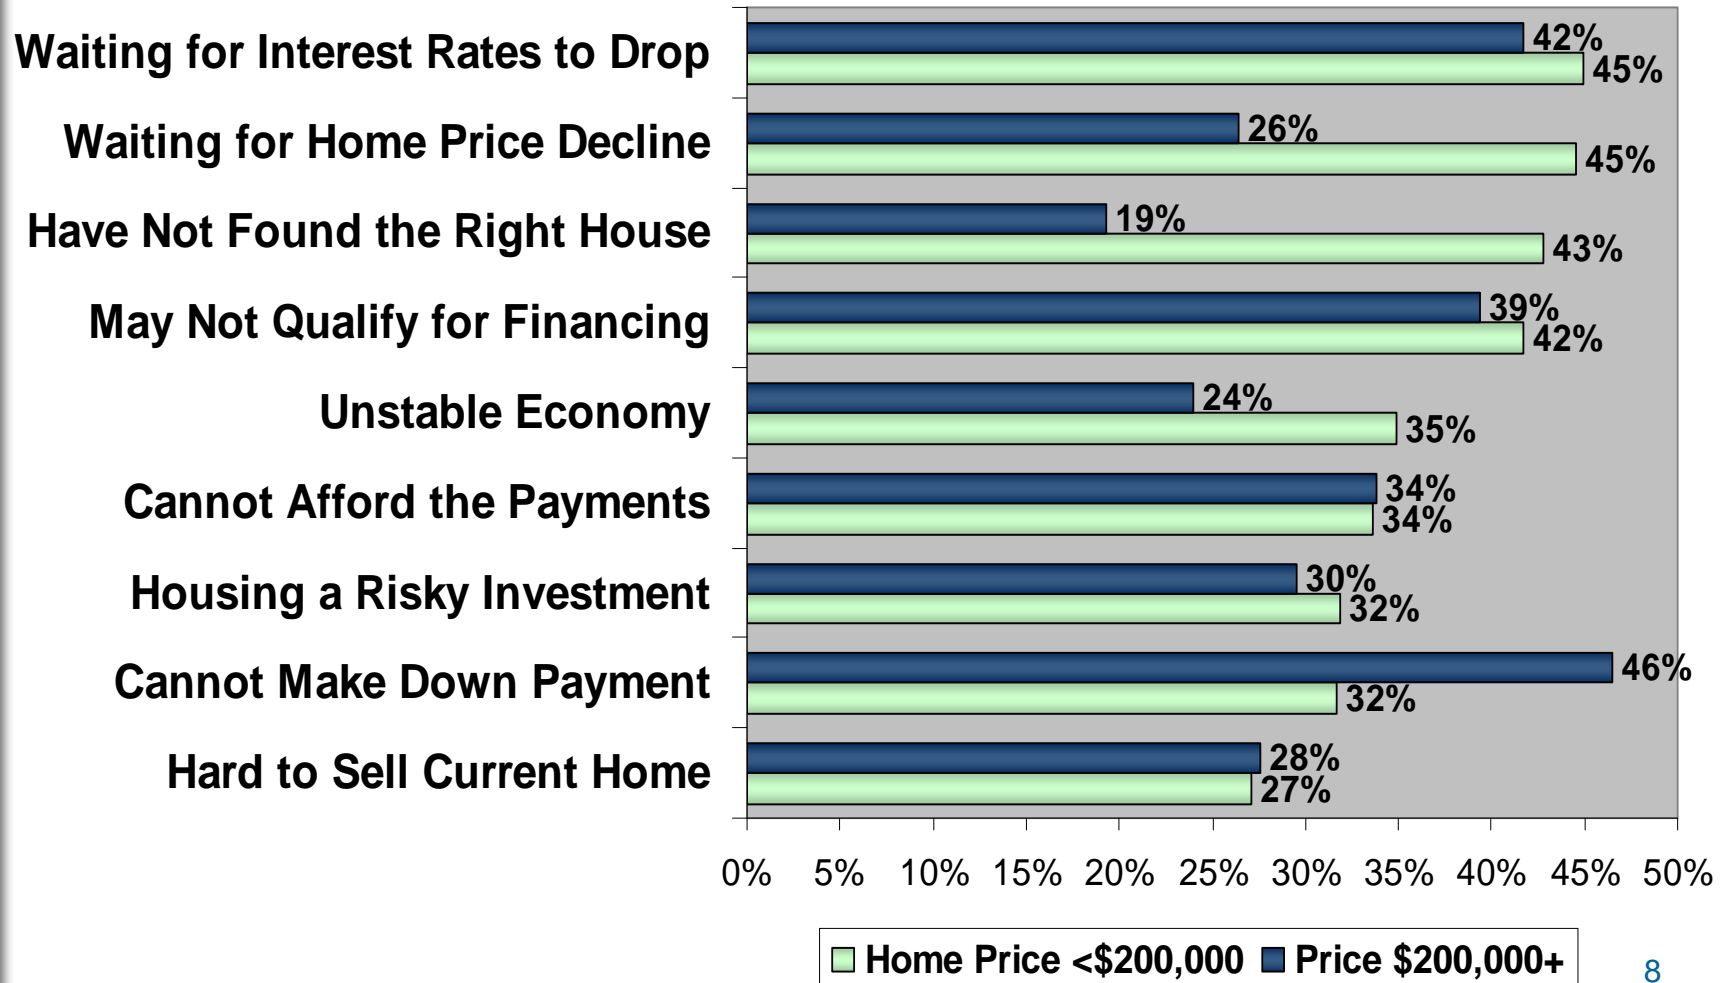 Waiting for Interest Rates to Drop
42%
45%
Waiting for Home Price Decline
26%
45%
Have Not Found the Right House
19%
43%
May Not Qualify for Financing
39%
42%
Unstable Economy
24%
35%
Cannot Afford the Payments
34%
34%
Housing a Risky Investment
30%
32%
Cannot Make Down Payment
46%
32%
Hard to Sell Current Home
28%
27%
0% 5% 10% 15% 20% 25% 30% 35% 40% 45% 50%
Home Price <$200,000 Price $200,000+
8